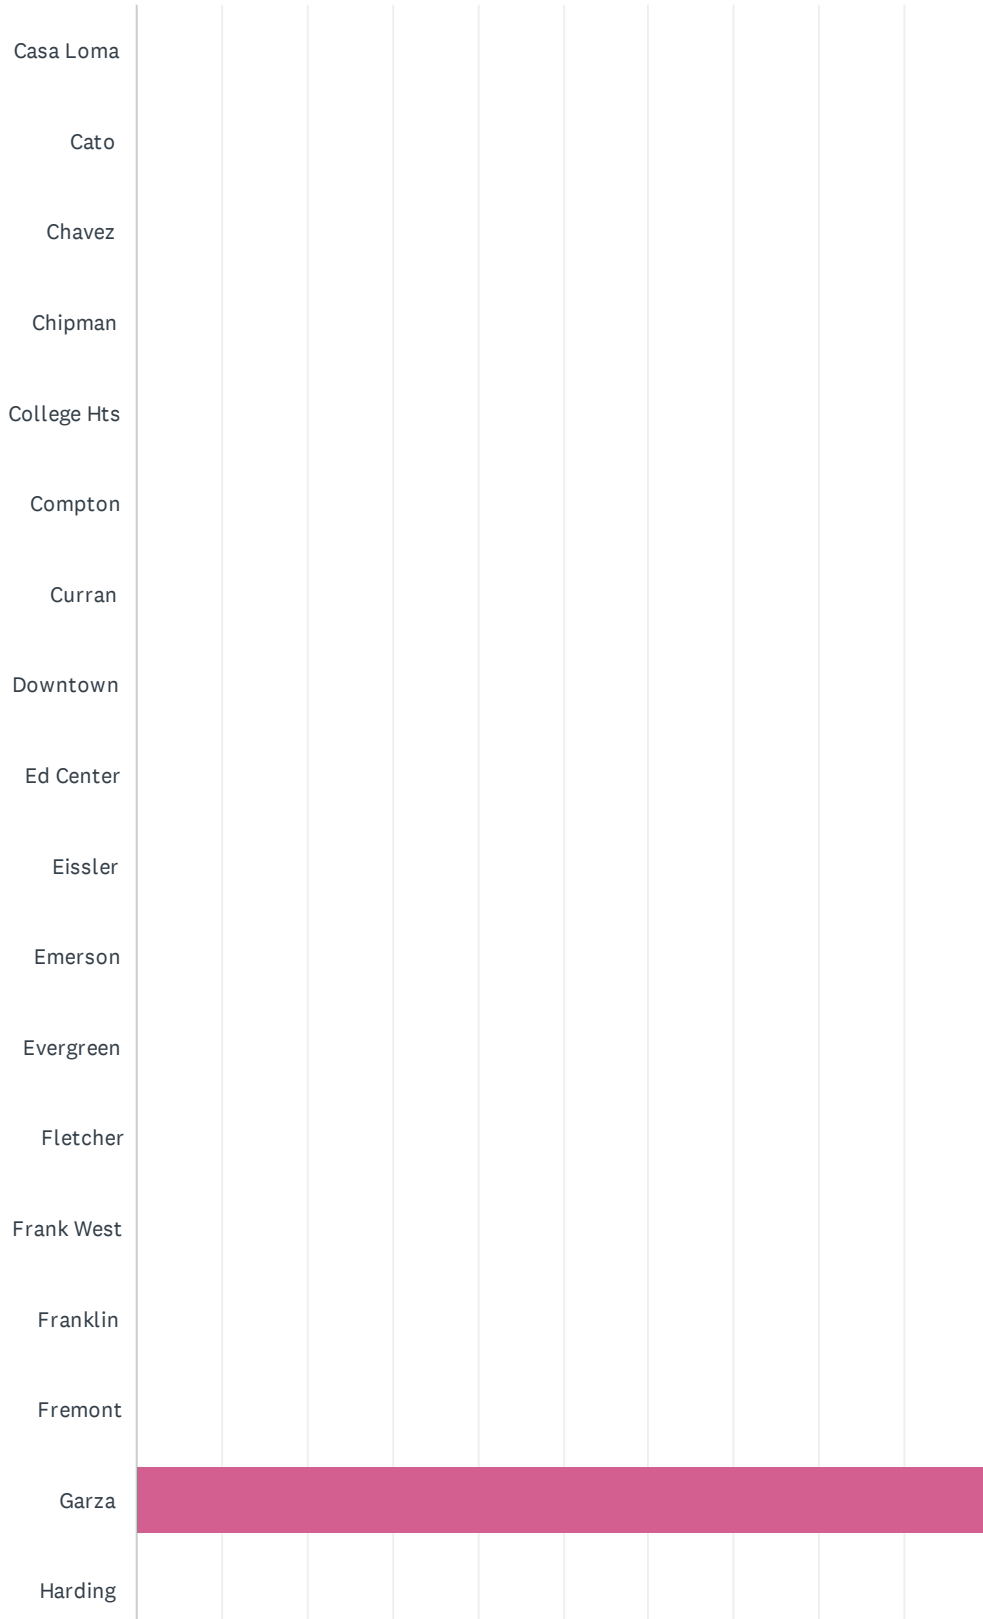 Casa Loma
Cato
Chavez
Chipman
College Hts
Compton
Curran
Downtown
Ed Center
Eissler
Emerson
Evergreen
Fletcher
Frank West
Franklin
Fremont
Garza
Harding